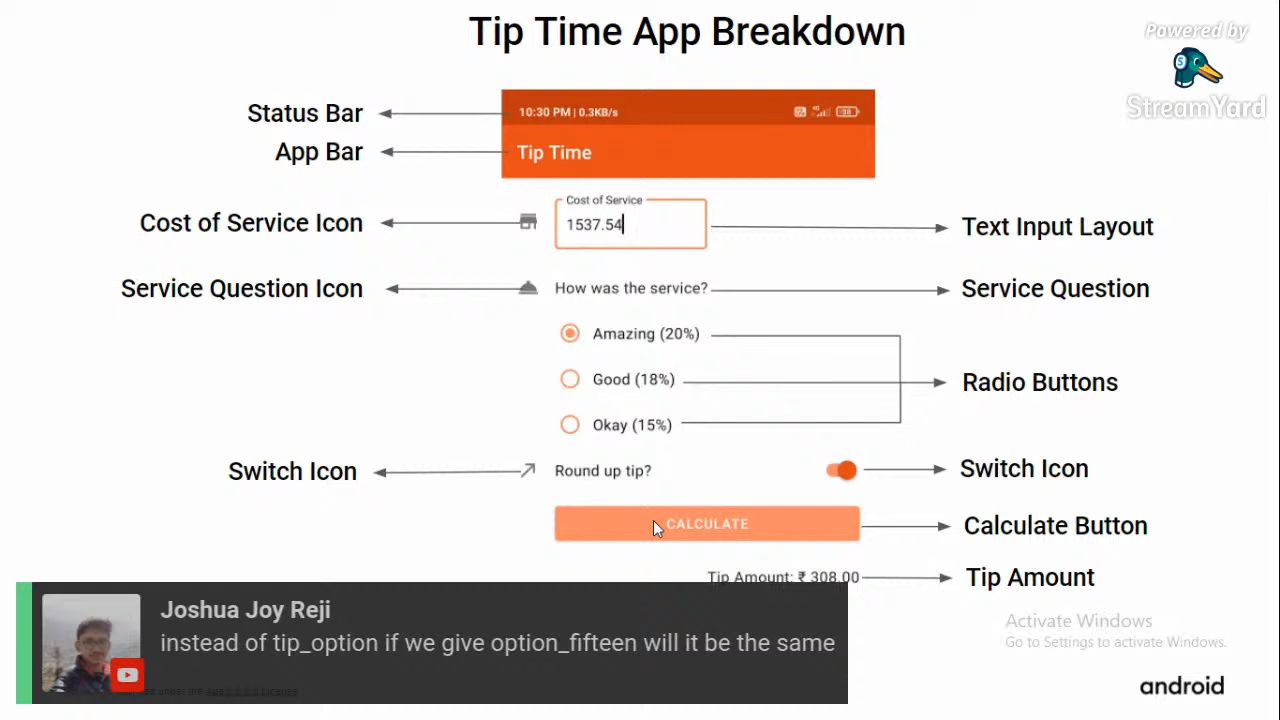 Tip Time App Breakdown
Powered by
StreamYard
Status Bar
10:30 PM | 0.3KB/s
App Bar
Tip Time
Cost of Service Icon
Cost of Service
1537.54
Text Input Layout
Service Question Icon
How was the service?
Service Question
Amazing (20%)
Good (18%)
Radio Buttons
Okay (15%)
Switch Icon
Round up tip?
Switch Icon
CALCULATE
Calculate Button
Tip Amount: ₹ 308.00
Tip Amount
Joshua Joy Reji
instead of tip_option if we give option_fifteen will it be the same
Activate Windows
Go to Settings to activate Windows.
android